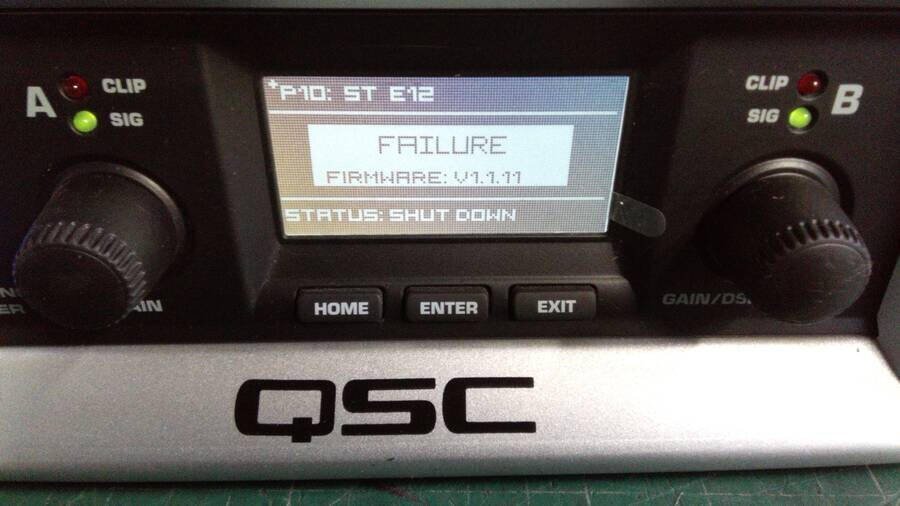 A
CLIP
SIG
*P10: ST E12
FAILURE
FIRMWARE: V1.1.11
STATUS: SHUT DOWN
CLIP
SIG
B
HOME
ENTER
EXIT
QSC